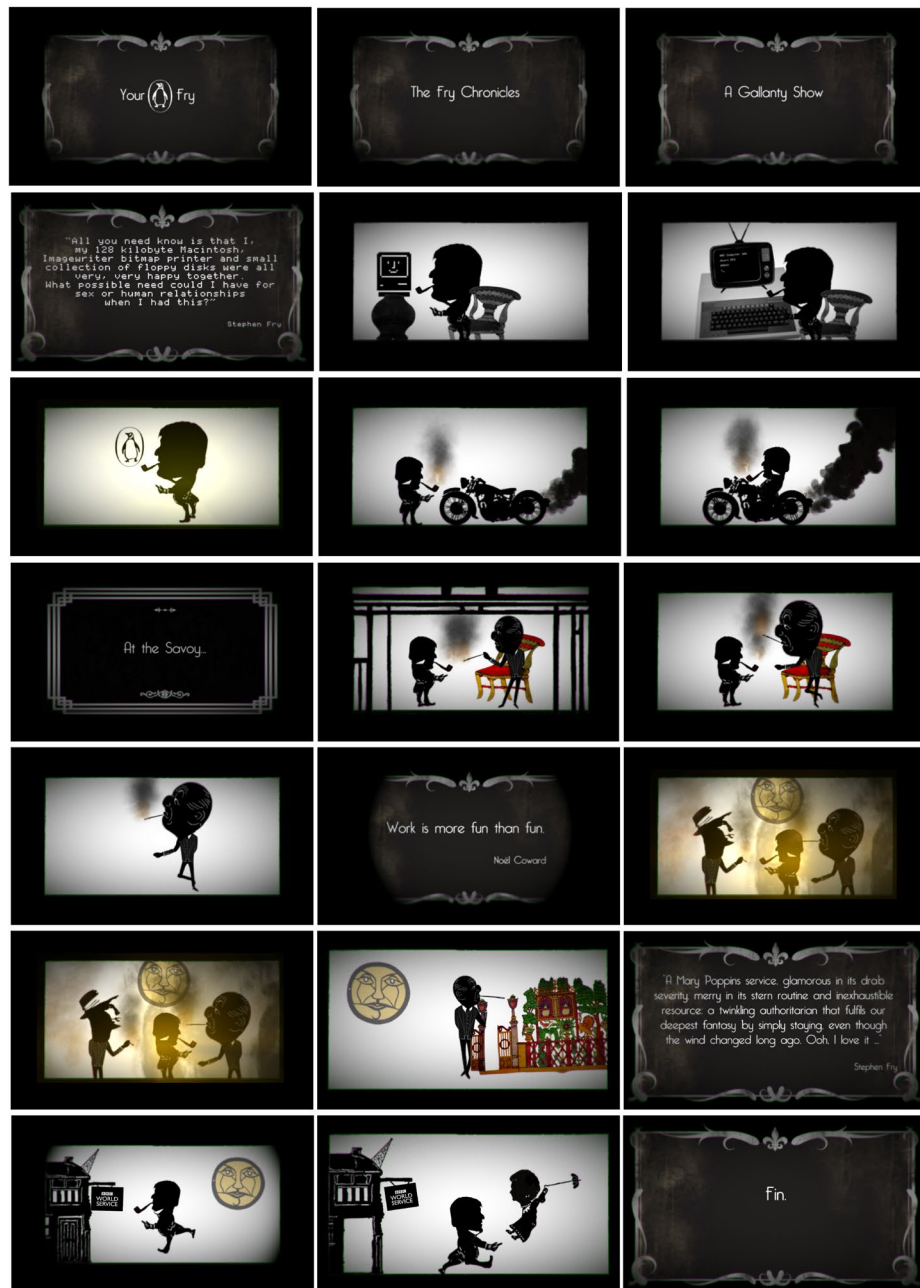 Your Fry
The Fry Chronicles
A Gallanty Show
"All you need know is that I,
my 128 kilobyte Macintosh,
Imagewriter bitmap printer and small
collection of floppy disks were all
very, very happy together.
What possible need could I have for
sex or human relationships
when I had this?"
Stephen Fry
At the Savoy...
Work is more fun than fun.
Noël Coward
"A Mary Poppins service, glamorous in its drab
severity, merry in its stern routine and inexhaustible
resource: a twinkling authoritarian that fulfils our
deepest fantasy by simply staying, even though
the wind changed long ago. Ooh, I love it ..."
Stephen Fry
BBC
WORLD
SERVICE
BBC
WORLD
SERVICE
Fin.